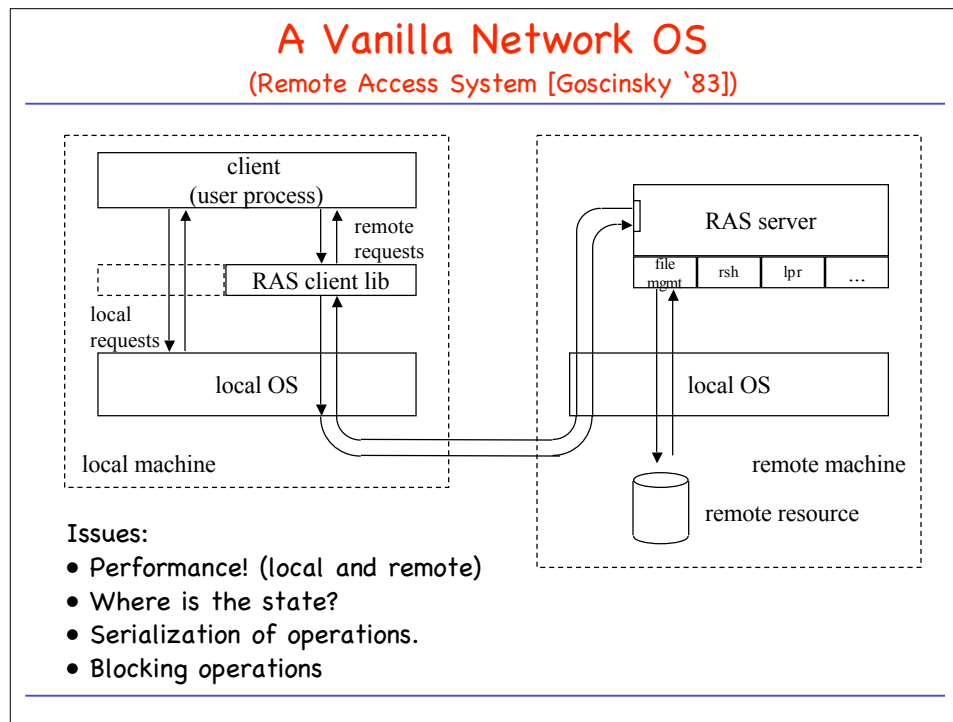 A Vanilla Network OS
(Remote Access System [Goscinsky ‘83])
client
(user process)
remote
requests
RAS client lib
local
requests
local OS
local machine
RAS server
file
mgmt
rsh
lpr
...
local OS
remote machine
remote resource
Issues:
• Performance! (local and remote)
• Where is the state?
• Serialization of operations.
• Blocking operations